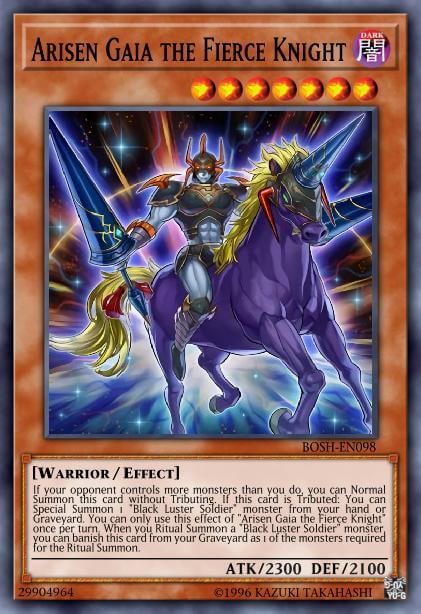 Arisen Gaia the Fierce Knight
DARK
闇
BOSH-EN098
[Warrior / Effect]
If your opponent controls more monsters than you do, you can Normal
Summon this card without Tributing. If this card is Tributed: You can
Special Summon 1 "Black Luster Soldier" monster from your hand or
Graveyard. You can only use this effect of "Arisen Gaia the Fierce Knight"
once per turn. When you Ritual Summon a "Black Luster Soldier" monster,
you can banish this card from your Graveyard as 1 of the monsters required
for the Ritual Summon.
ATK/2300 DEF/2100
29904964
©1996 KAZUKI TAKAHASHI